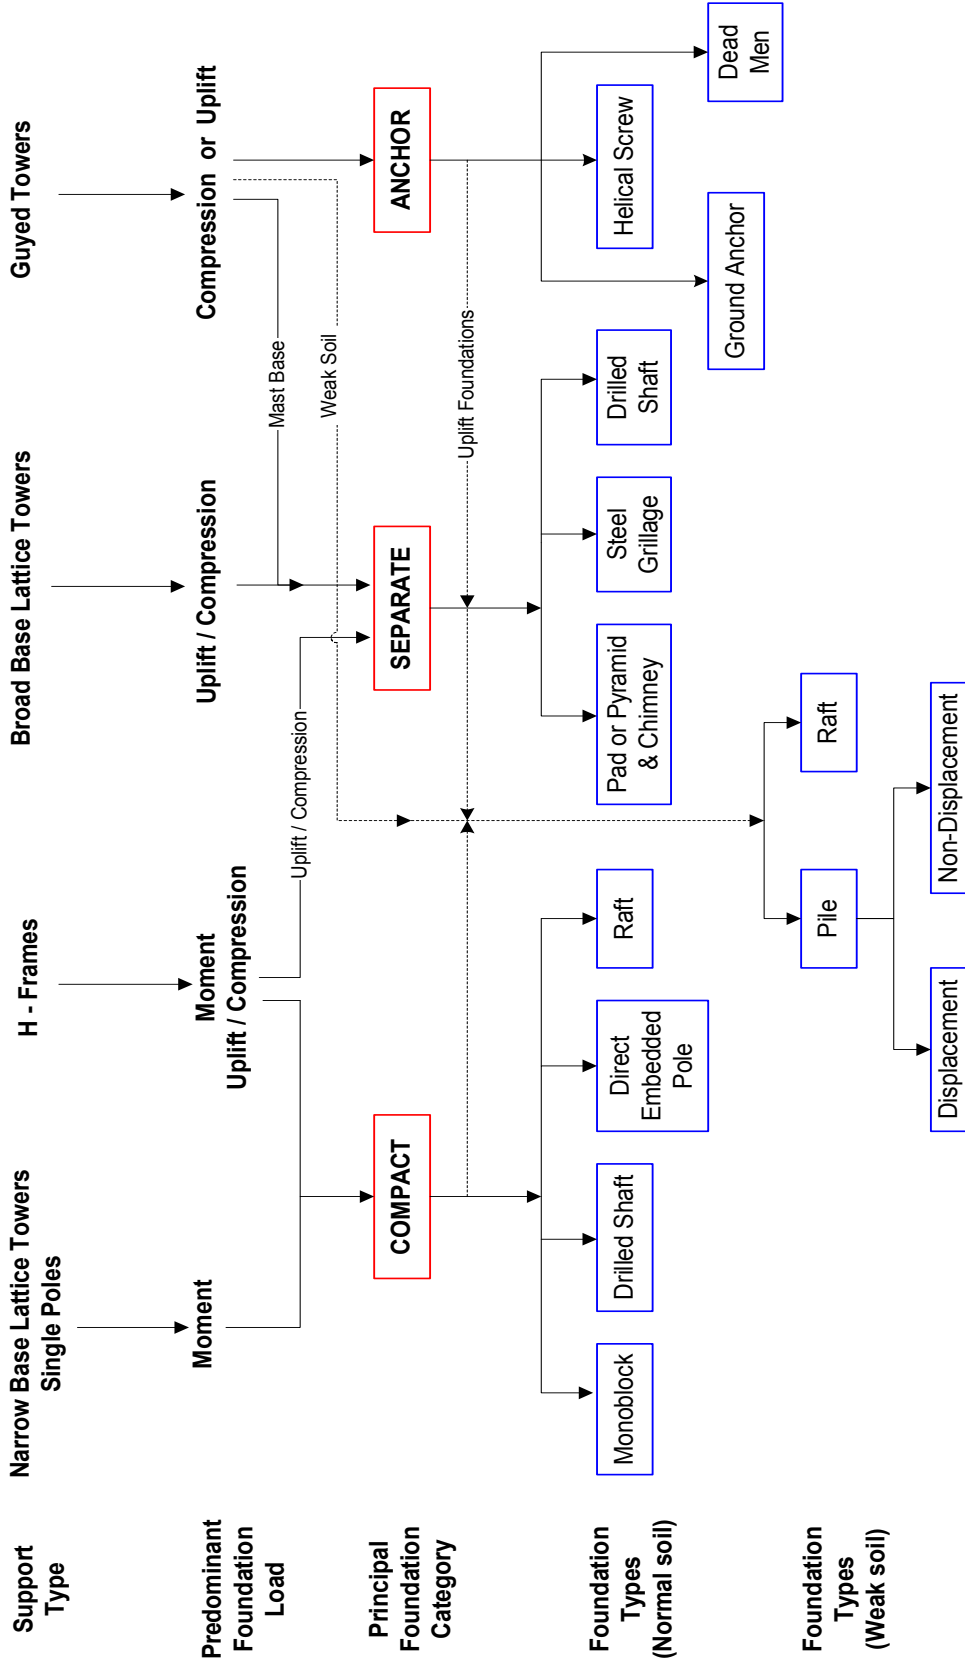 Support
Type
Narrow Base Lattice Towers
Single Poles
H - Frames
Broad Base Lattice Towers
Guyed Towers
Predominant
Foundation
Load
Moment
Moment
Uplift / Compression
Uplift / Compression
Compression or Uplift
Uplift / Compression
Mast Base
Weak Soil
Principal
Foundation
Category
COMPACT
SEPARATE
ANCHOR
Uplift Foundations
Foundation
Types
(Normal soil)
Monoblock
Drilled Shaft
Direct
Embedded
Pole
Raft
Pad or Pyramid
& Chimney
Steel
Grillage
Drilled
Shaft
Ground Anchor
Helical Screw
Dead
Men
Foundation
Types
(Weak soil)
Pile
Raft
Displacement
Non-Displacement